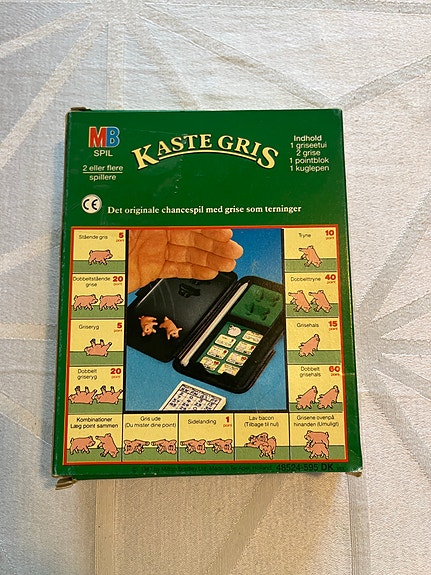 MB
SPIL
2 eller flere
spillere
KASTE GRIS
Indhold
1 griseetui
2 grise
1 pointblok
1 kuglepen
CE
Det originale chancespil med grise som terninger
Stående gris
5
point
Dobbeltstående
grise
20
point
Griseryg
5
point
Dobbelt
griseryg
20
point
Tryne
10
point
Dobbelttryne
40
point
Grisehals
15
point
Dobbelt
grisehals
60
point
Kombinationer
Læg point sammen
Gris ude
(Du mister dine point)
Sidelanding
1
point
Lav bacon
(Tilbage til nul)
Grisene ovenpå
hinanden (Umuligt)
48524-595 DK